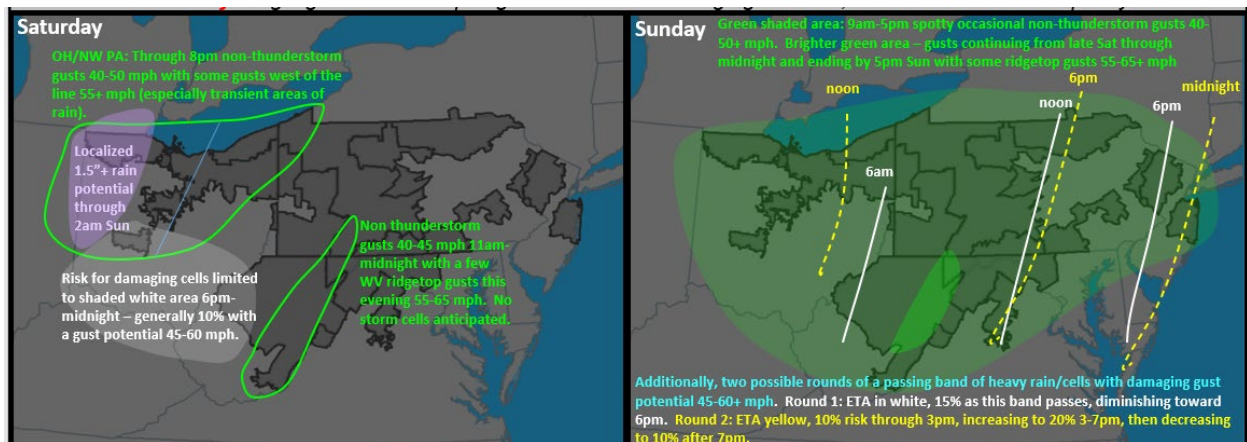 Saturday
OH/NW PA: Through 8pm non-thunderstorm
gusts 40-50 mph with some gusts west of the
line 55+ mph (especially transient areas of
rain).
Localized
1.5”+ rain
potential
through
2am Sun
Non thunderstorm
gusts 40-45 mph 11am-
midnight with a few
WV ridgetop gusts this
evening 55-65 mph. No
storm cells anticipated.
Risk for damaging cells limited
to shaded white area 6pm-
midnight – generally 10% with
a gust potential 45-60 mph.
Sunday
Green shaded area: 9am-5pm spotty occasional non-thunderstorm gusts 40-
50+ mph. Brighter green area – gusts continuing from late Sat through
midnight and ending by 5pm Sun with some ridgetop gusts 55-65+ mph
noon
6pm
midnight
noon
6pm
6am
Additionally, two possible rounds of a passing band of heavy rain/cells with damaging gust
potential 45-60+ mph. Round 1: ETA in white, 15% as this band passes, diminishing toward
6pm. Round 2: ETA yellow, 10% risk through 3pm, increasing to 20% 3-7pm, then decreasing
to 10% after 7pm.